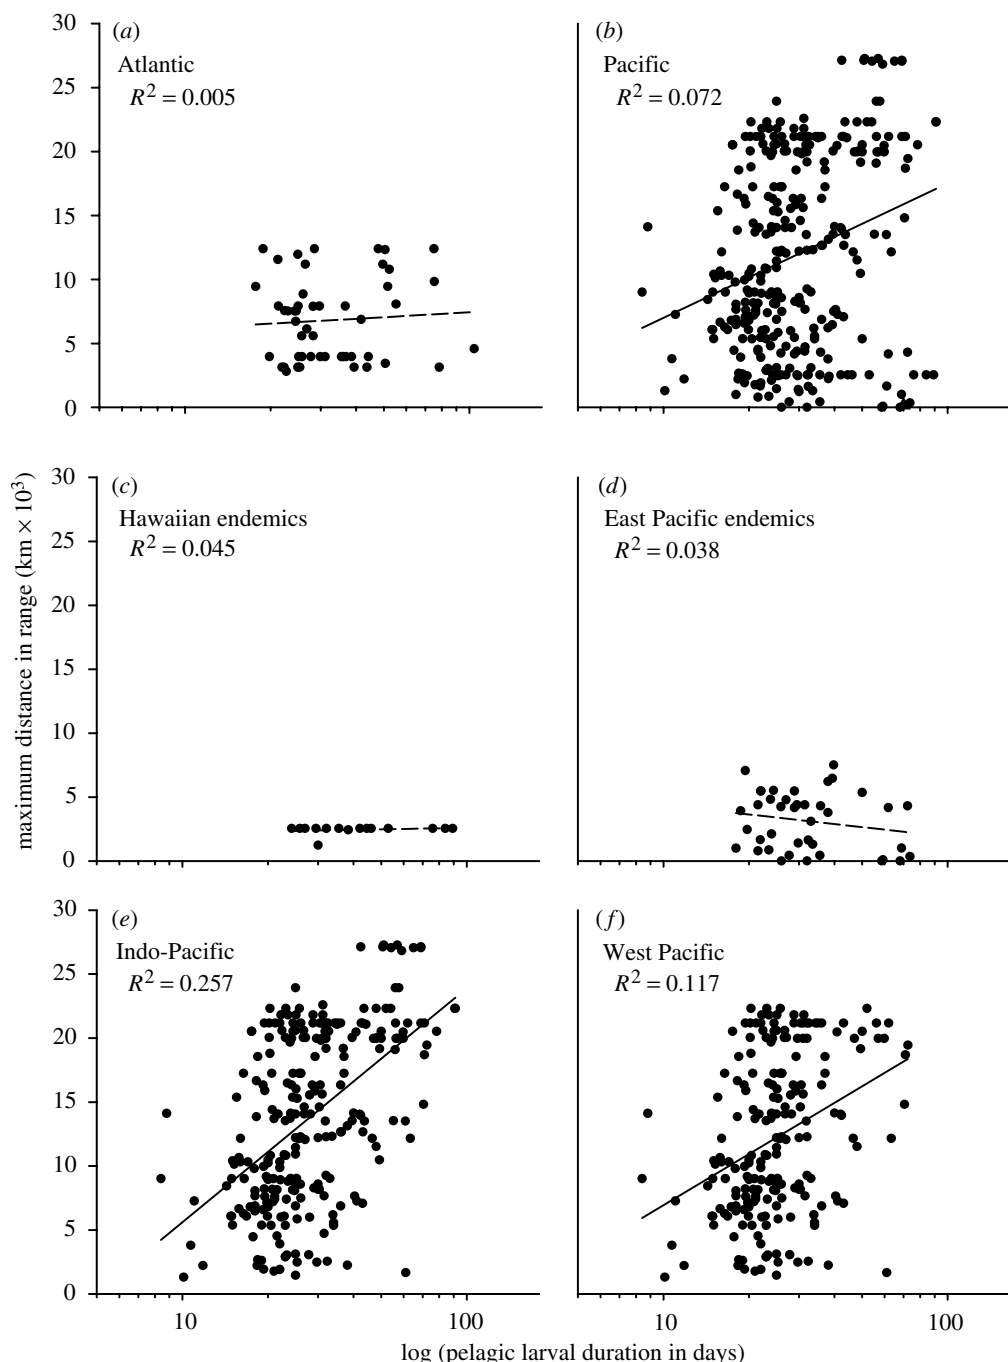 30
25
20
15
10
5
0
(a)
Atlantic
R² = 0.005
(b)
Pacific
R² = 0.072
30
25
20
15
10
5
0
(c)
Hawaiian endemics
R² = 0.045
(d)
East Pacific endemics
R² = 0.038
maximum distance in range (km × 10³)
30
25
20
15
10
5
0
(e)
Indo-Pacific
R² = 0.257
(f)
West Pacific
R² = 0.117
10 100 10 100
log (pelagic larval duration in days)